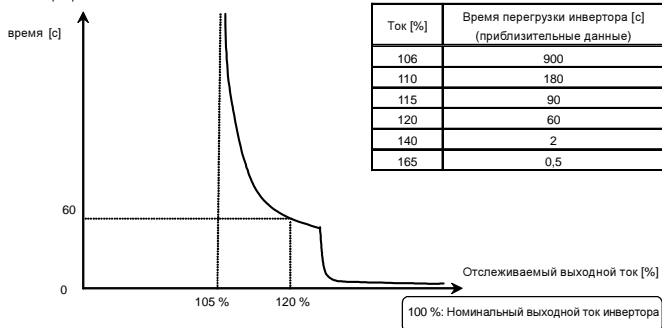 время [с]
60
0
105 %
120 %
Отслеживаемый выходной ток [%]
100 %: Номинальный выходной ток инвертора
Ток [%] Время перегрузки инвертора [с] (приблизительные данные)
106 900
110 180
115 90
120 60
140 2
165 0,5